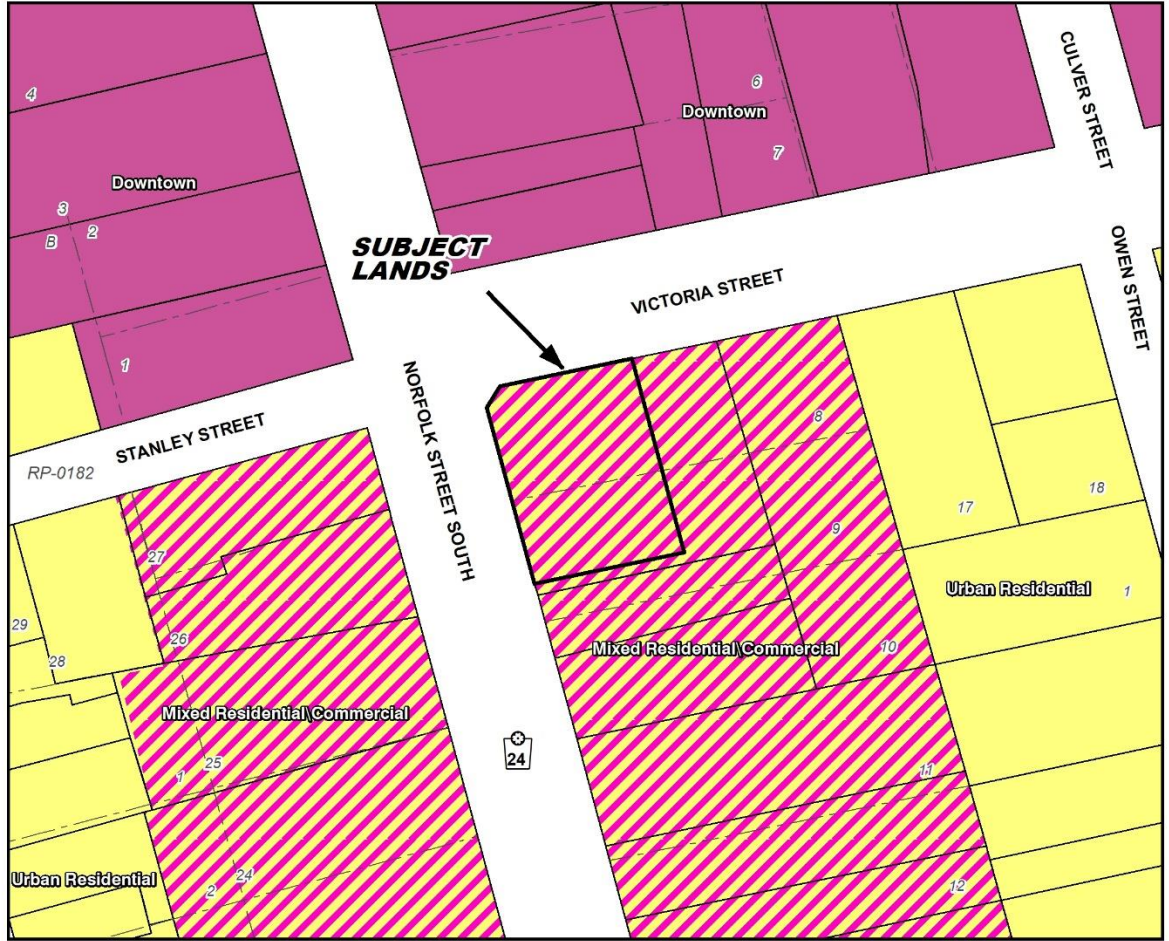 4
CULVER STREET
6
Downtown
7
Downtown
3
B
2
SUBJECT
LANDS
OWEN STREET
VICTORIA STREET
1
NORFOLK STREET SOUTH
STANLEY STREET
8
RP-0182
18
17
9
27
Urban Residential
1
29
26
10
Mixed Residential\Commercial
28
Mixed Residential\Commercial
24
25
1
11
Urban Residential
24
2
12